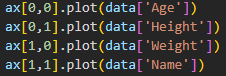 ax[0,0].plot(data['Age'])
ax[0,1].plot(data['Height'])
ax[1,0].plot(data['Weight'])
ax[1,1].plot(data['Name'])